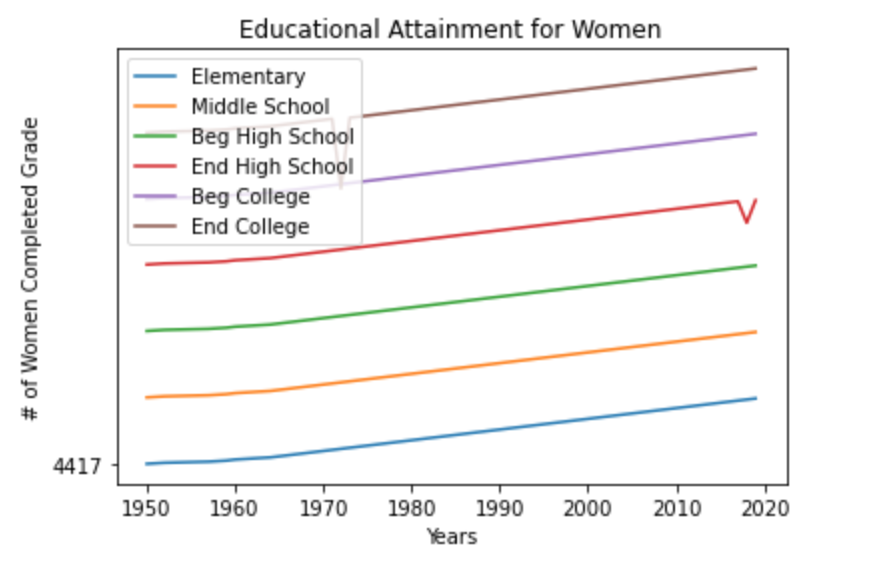 Educational Attainment for Women
Elementary
Middle School
Beg High School
End High School
Beg College
End College
# of Women Completed Grade
4417
1950 1960 1970 1980 1990 2000 2010 2020
Years